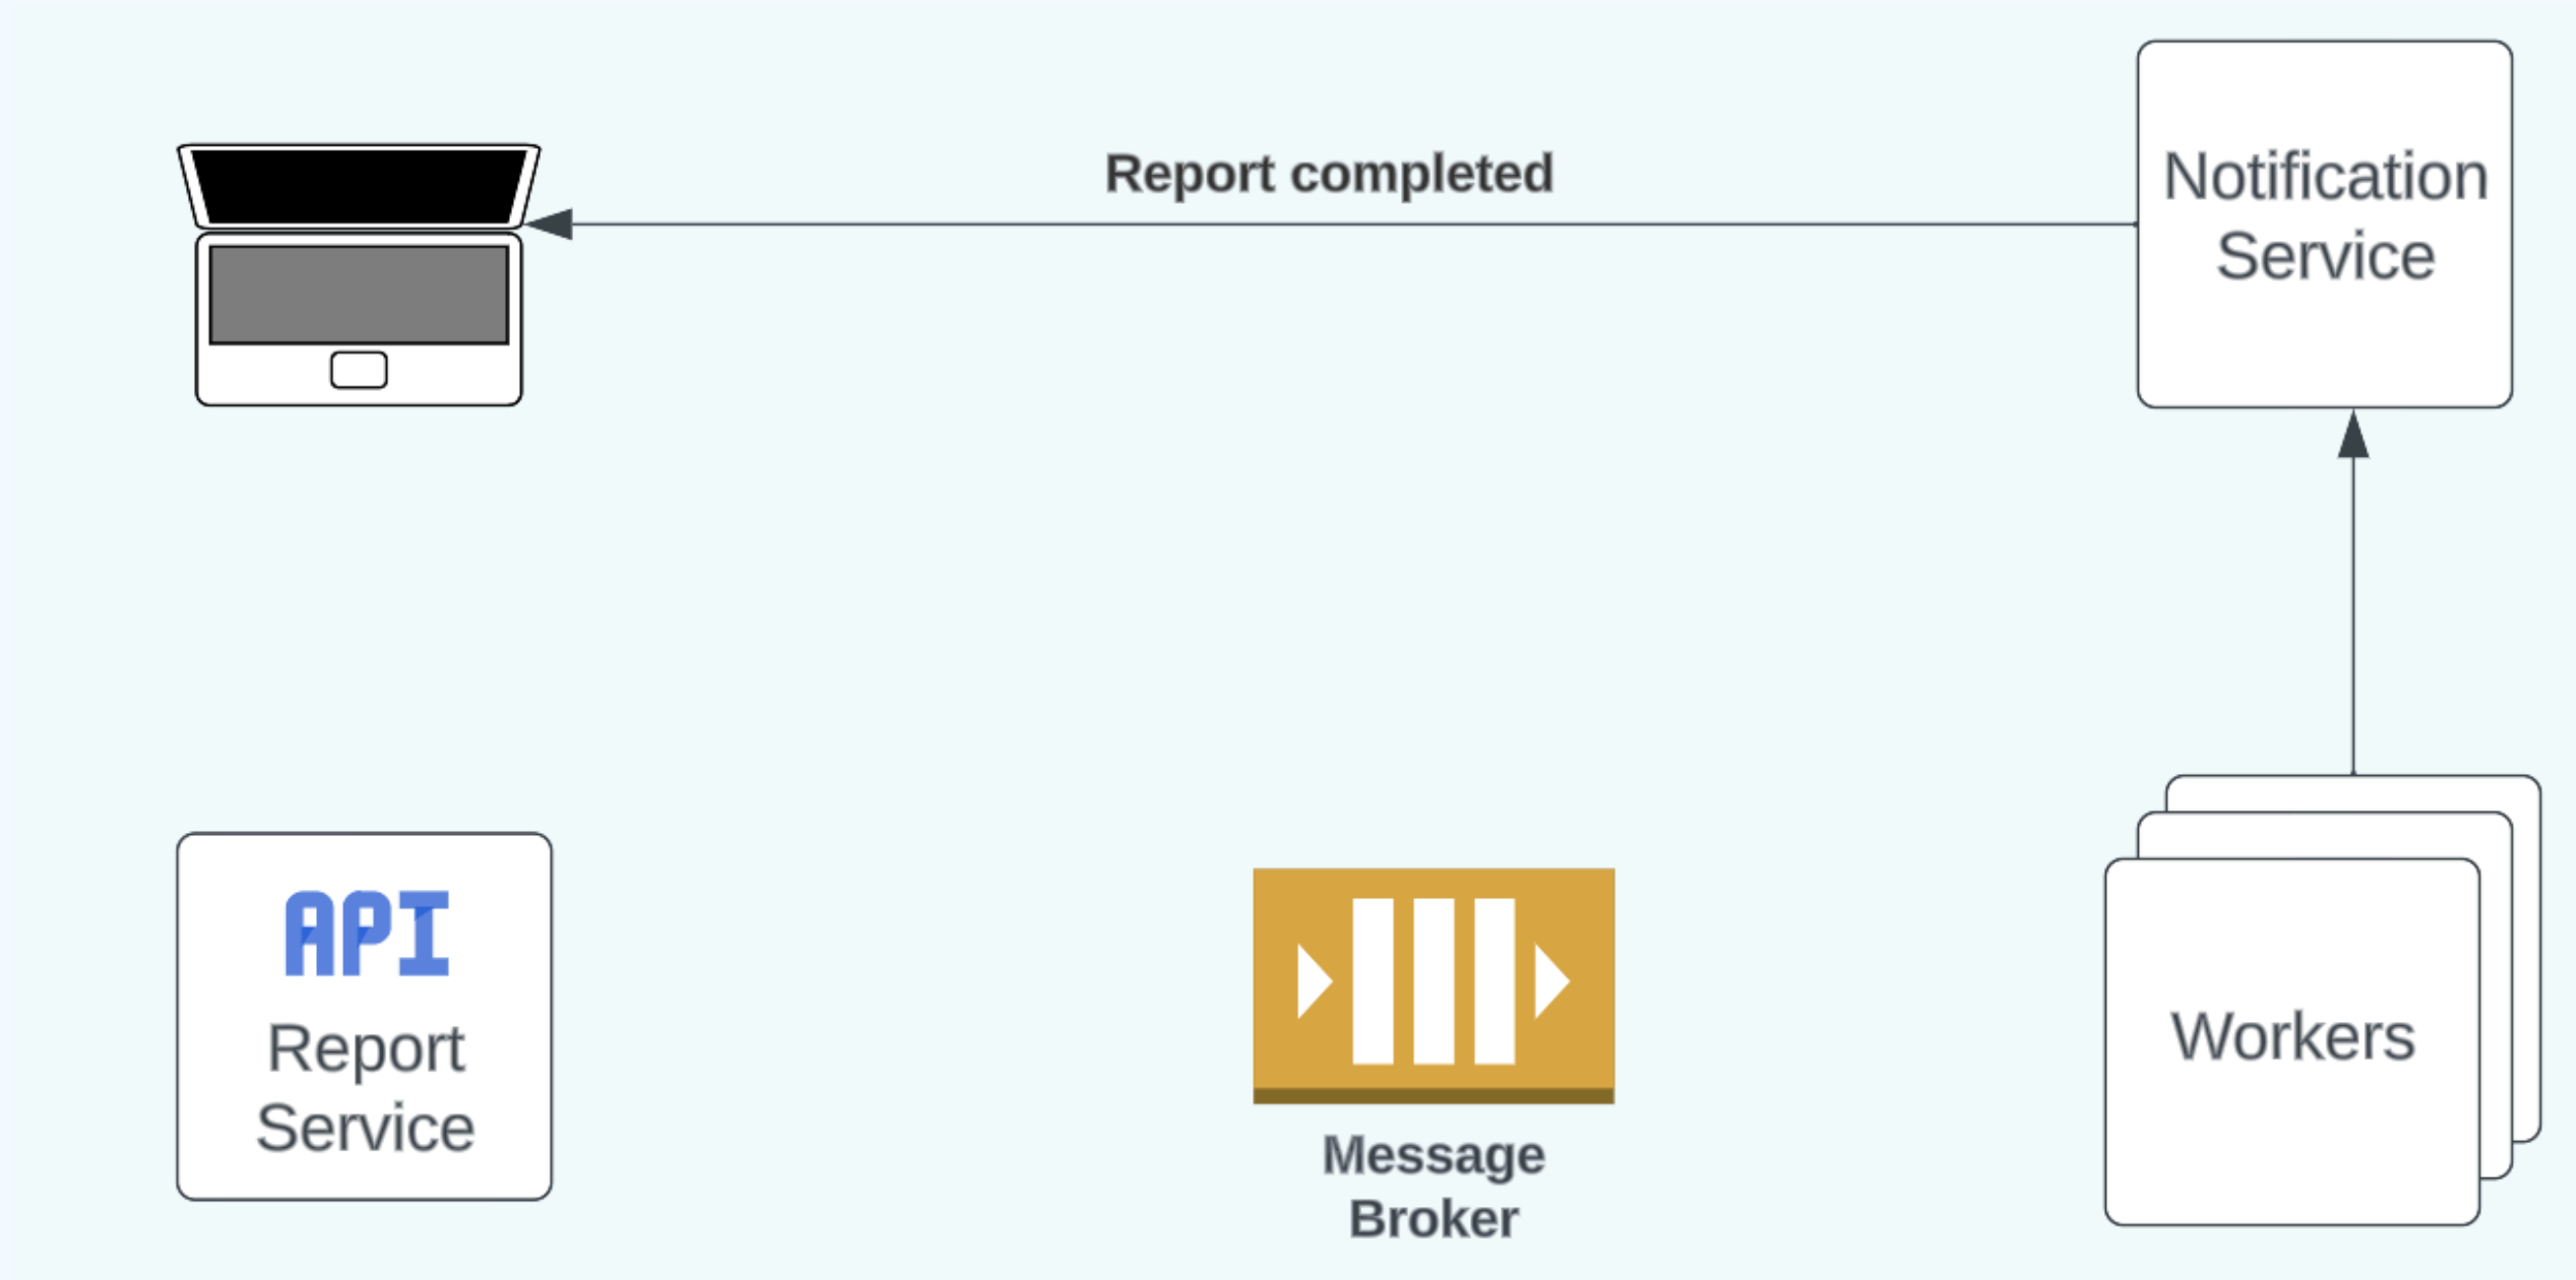 Report completed
Notification
Service
API
Report
Service
Message
Broker
Workers